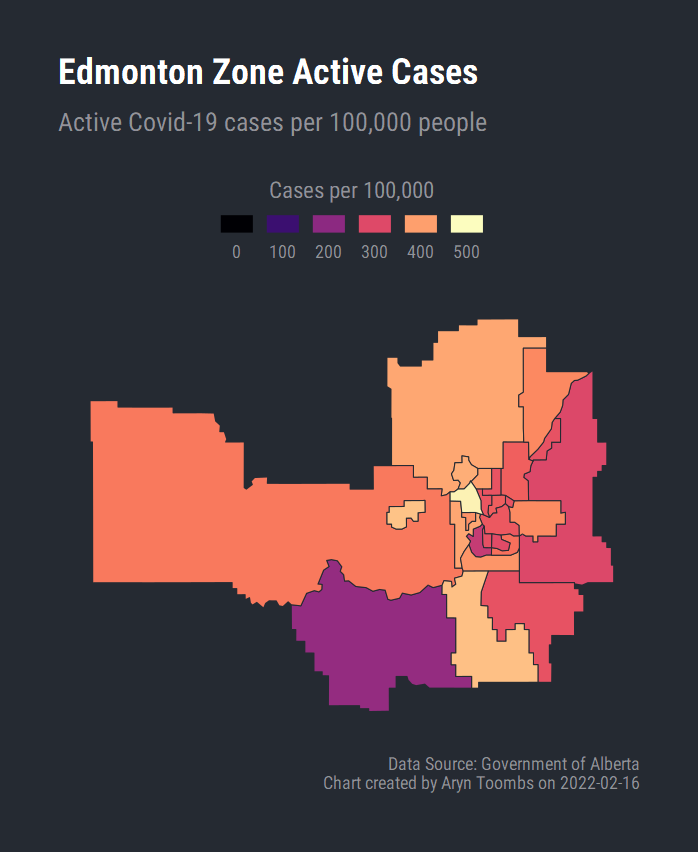 Edmonton Zone Active Cases
Active Covid-19 cases per 100,000 people
Cases per 100,000
0 100 200 300 400 500
Data Source: Government of Alberta
Chart created by Aryn Toombs on 2022-02-16